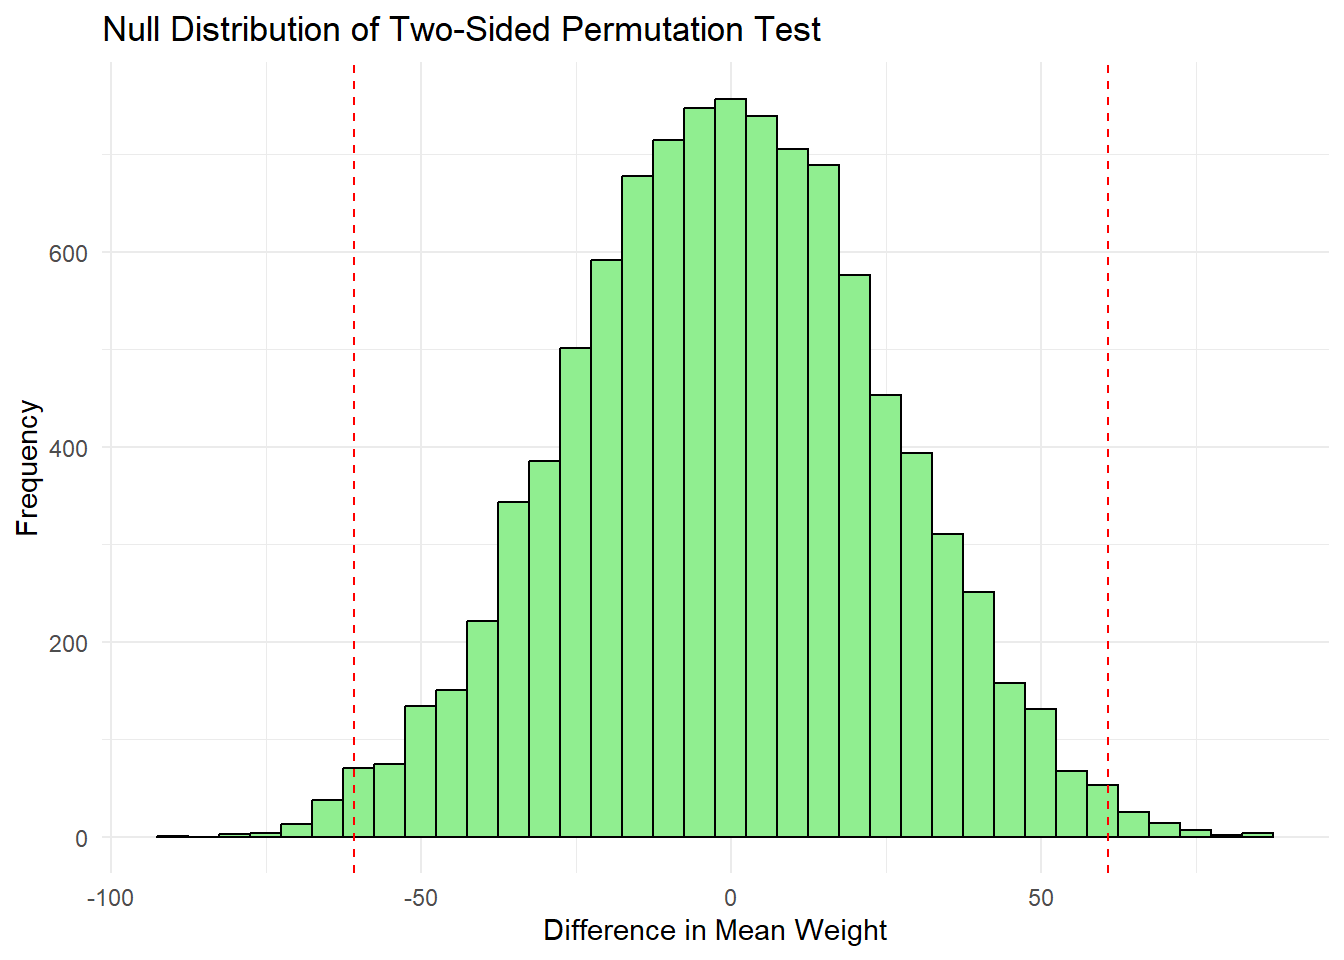 Null Distribution of Two-Sided Permutation Test
Frequency
600
400
200
0
-100
-50
0
50
Difference in Mean Weight